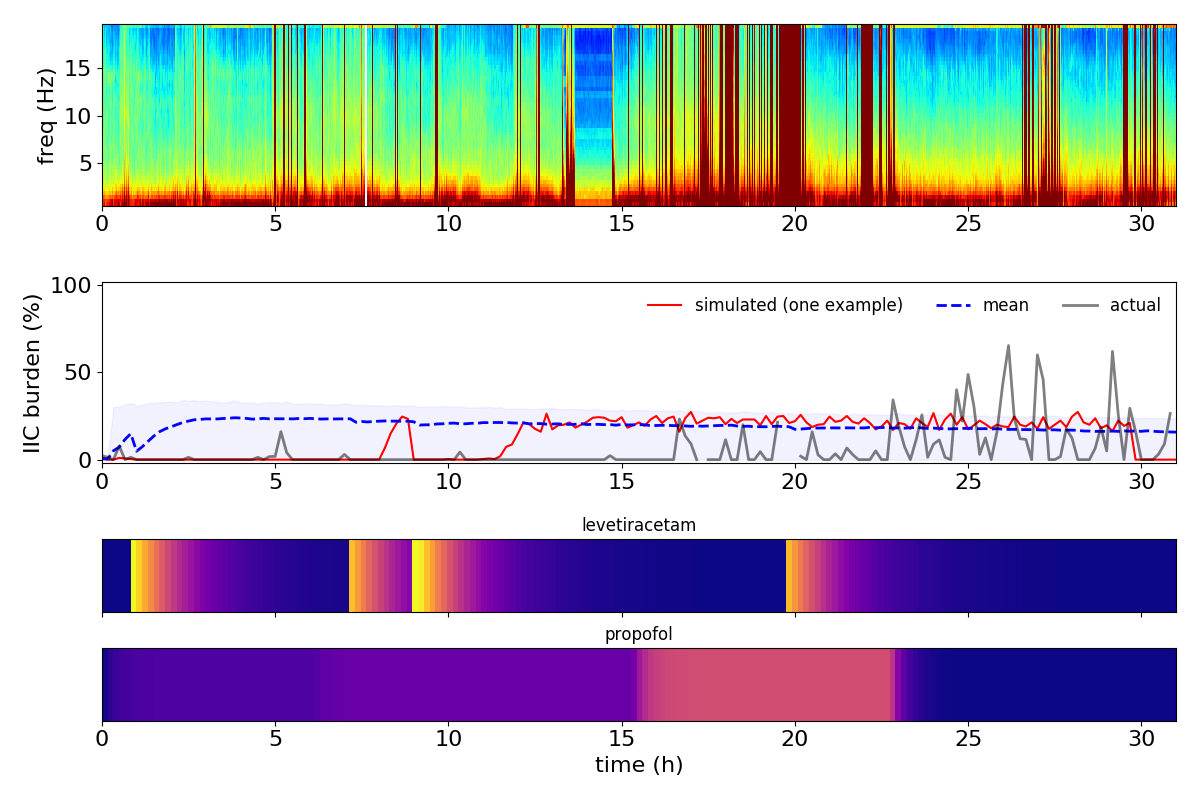 freq (Hz)
15
10
5
0 5 10 15 20 25 30
IIC burden (%)
100
50
0
simulated (one example) mean actual
0 5 10 15 20 25 30
levetiracetam
propofol
0 5 10 15 20 25 30
time (h)